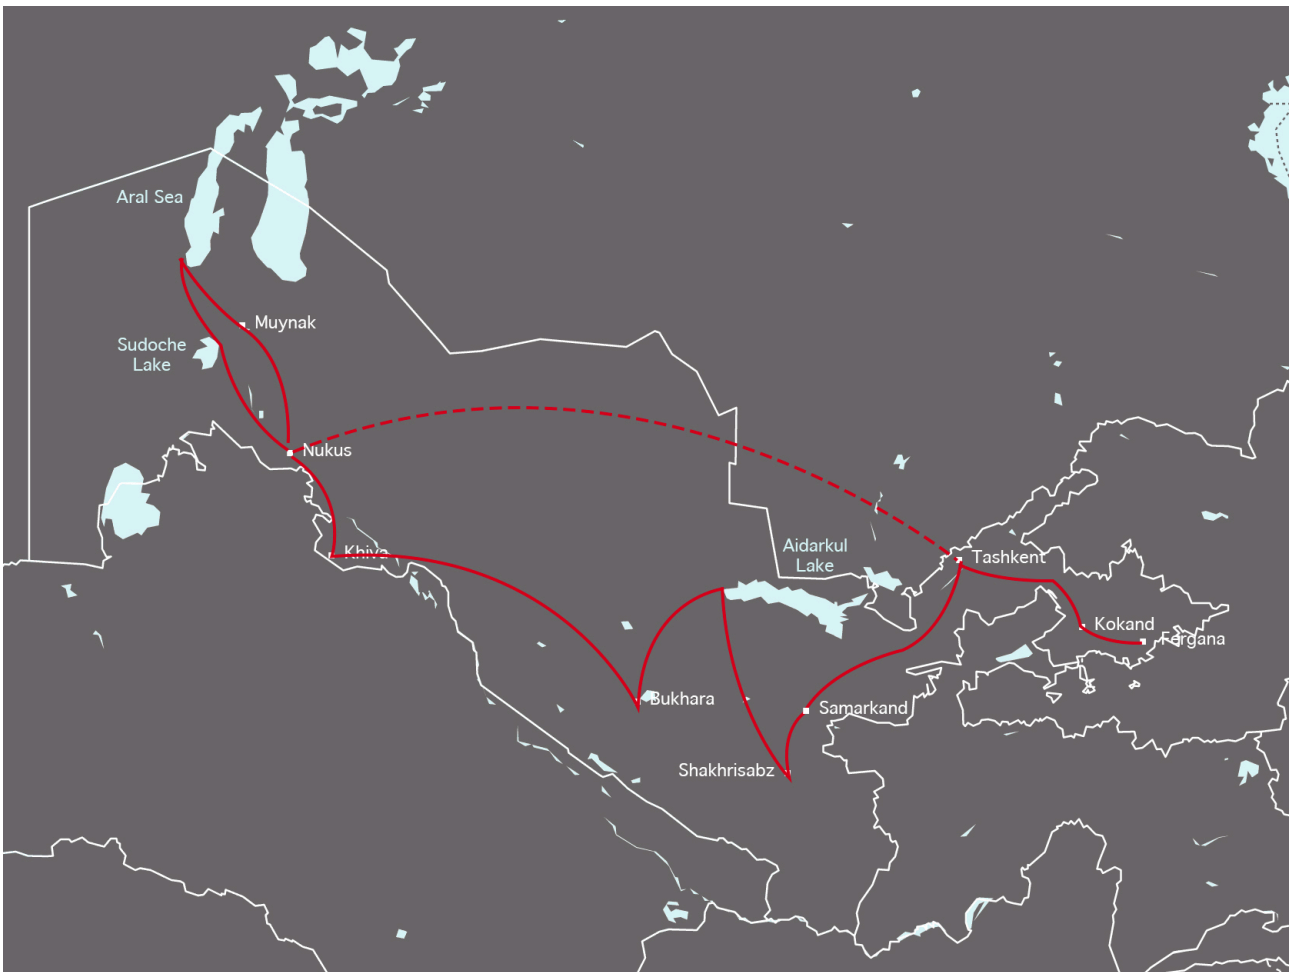 Aral Sea
Muynak
Sudoche
Lake
Nukus
Khiva
Aidarkul
Lake
Tashkent
Kokand
Fergana
Bukhara
Samarkand
Shakhrisabz